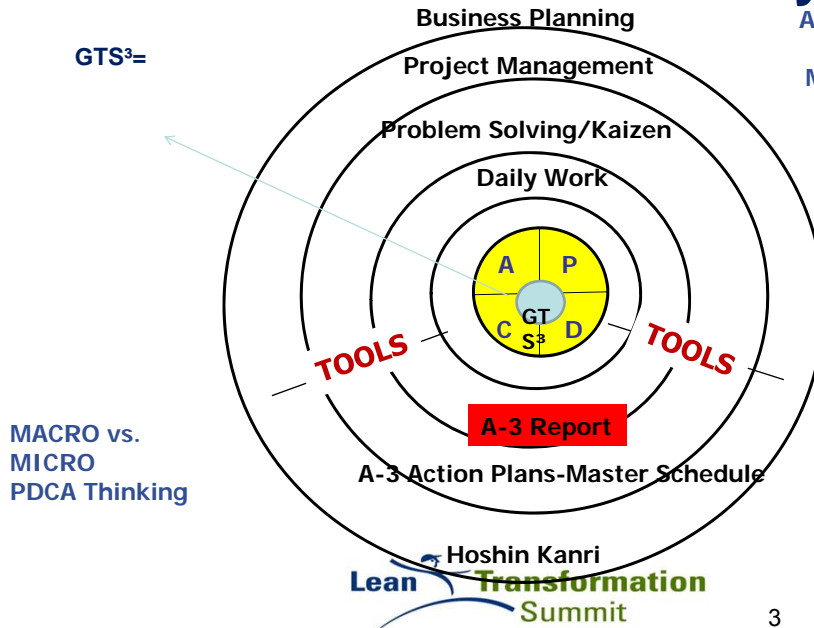 Business Planning
A
GTS³=
Project Management
M
Problem Solving/Kaizen
Daily Work
A P
GT
C S³ D
TOOLS TOOLS
A-3 Report
MACRO vs.
MICRO
PDCA Thinking
A-3 Action Plans-Master Schedule
Hoshin Kanri
Lean Transformation
Summit
3